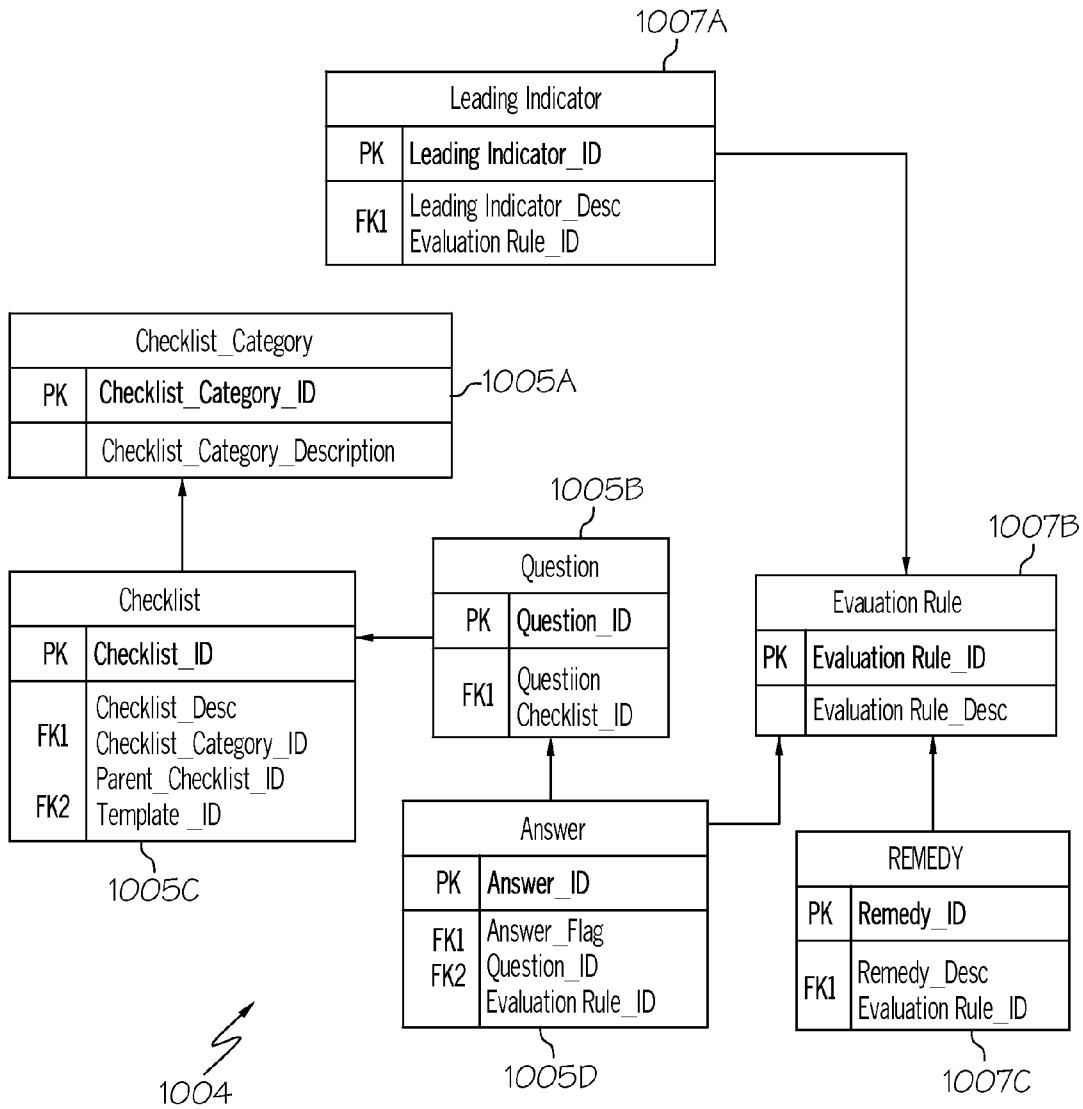 1007A
Leading Indicator
PK Leading Indicator_ID
Leading Indicator_Desc
FK1 Evaluation Rule_ID
Checklist_Category
PK Checklist_Category_ID
1005A
Checklist_Category_Description
1005B
Question
PK Question_ID
Questiion
FK1 Checklist_ID
1007B
Evauation Rule
PK Evaluation Rule_ID
Evaluation Rule_Desc
Checklist
PK Checklist_ID
Checklist_Desc
FK1 Checklist_Category_ID
Parent_Checklist_ID
FK2 Template _ID
1005C
Answer
PK Answer_ID
FK1 Answer_Flag
FK2 Question_ID
Evaluation Rule_ID
1005D
REMEDY
PK Remedy_ID
Remedy_Desc
FK1 Evaluation Rule_ID
1007C
1004